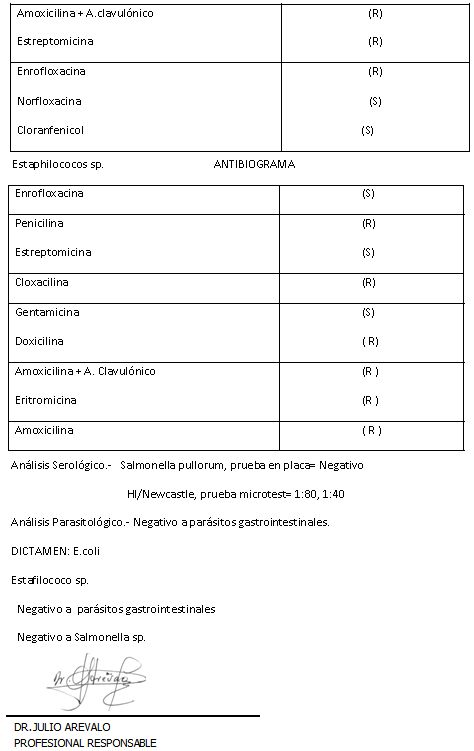 Amoxicilina + A.clavulónico (R)
Estreptomicina (R)
Enrofloxacina (R)
Norfloxacina (S)
Cloranfenicol (S)
Estaphilococos sp. ANTIBIOGRAMA
Enrofloxacina (S)
Penicilina (R)
Estreptomicina (S)
Cloxacilina (R)
Gentamicina (S)
Doxicilina ( R)
Amoxicilina + A. Clavulónico (R )
Eritromicina (R )
Amoxicilina ( R )
Análisis Serológico.- Salmonella pullorum, prueba en placa= Negativo
HI/Newcastle, prueba microtest= 1:80, 1:40
Análisis Parasitológico.- Negativo a parásitos gastrointestinales.
DICTAMEN: E.coli
Estafilococo sp.
Negativo a parásitos gastrointestinales
Negativo a Salmonella sp.
DR.JULIO AREVALO
PROFESIONAL RESPONSABLE